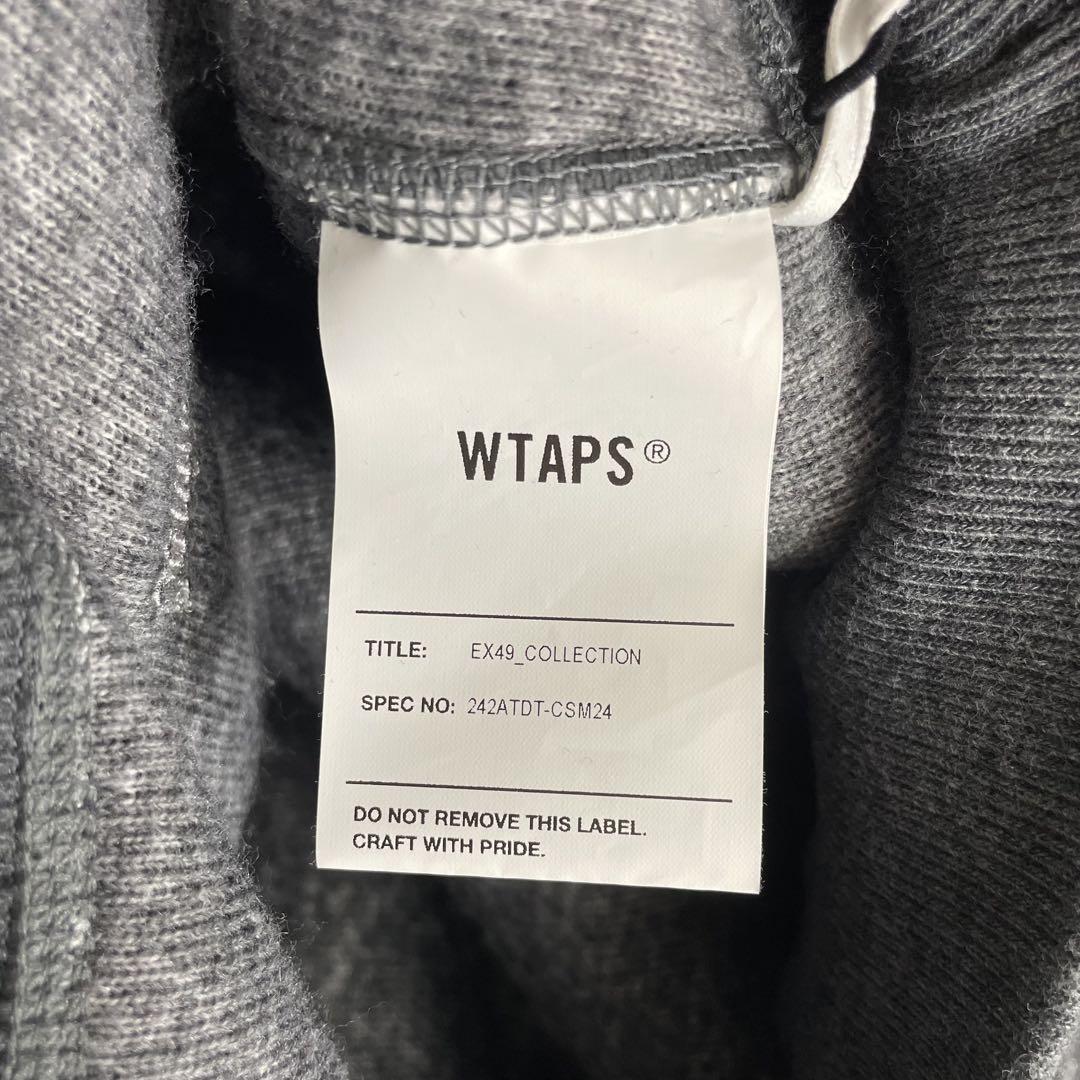 WTAPS®
TITLE: EX49_COLLECTION
SPEC NO: 242ATDT-CSM24
DO NOT REMOVE THIS LABEL.
CRAFT WITH PRIDE.